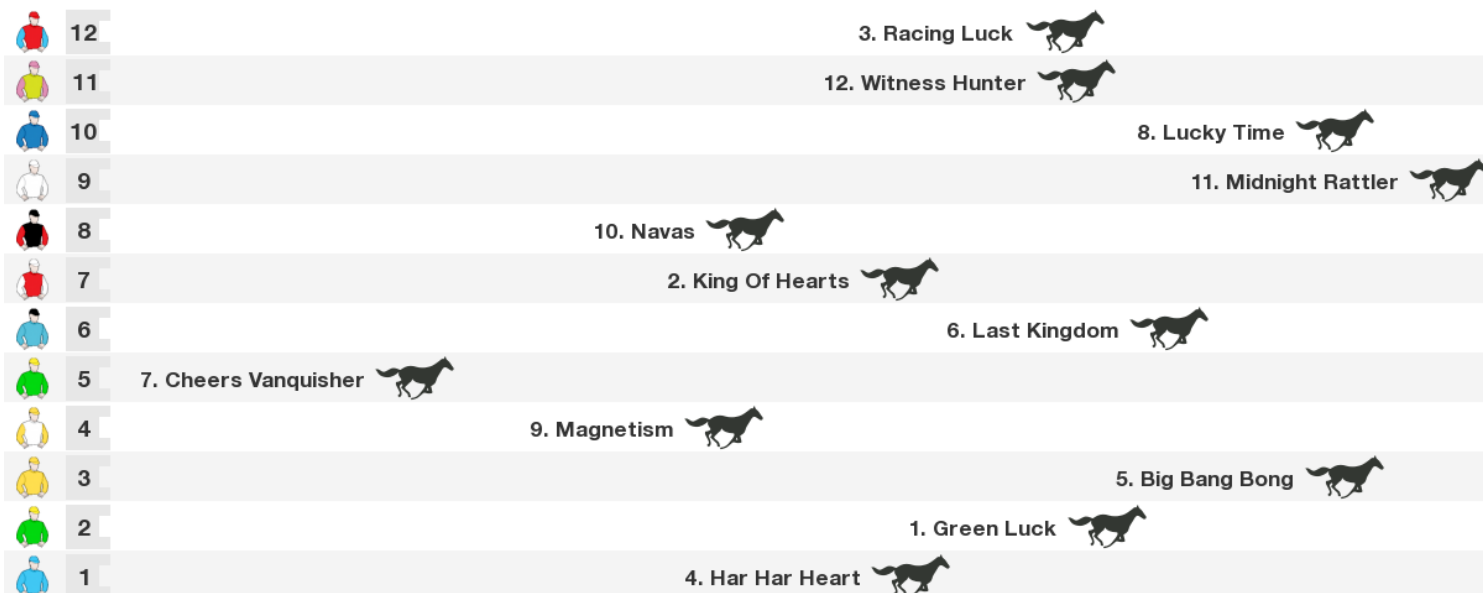 12 3. Racing Luck
11 12. Witness Hunter
10 8. Lucky Time
9 11. Midnight Rattler
8 10. Navas
7 2. King Of Hearts
6 6. Last Kingdom
5 7. Cheers Vanquisher
4 9. Magnetism
3 5. Big Bang Bong
2 1. Green Luck
1 4. Har Har Heart